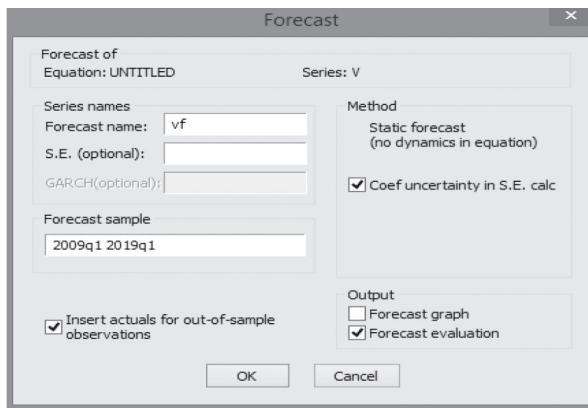 Forecast
Forecast of
Equation: UNTITLED Series: V
Series names
Forecast name: vf
S.E. (optional):
GARCH(optional):
Forecast sample
2009q1 2019q1
Insert actuals for out-of-sample
observations
Method
Static forecast
(no dynamics in equation)
Coef uncertainty in S.E. calc
Output
Forecast graph
Forecast evaluation
OK Cancel